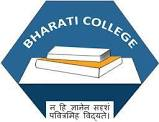 BHARATI COLLEGE
न हि ज्ञानेन सदृशं
पवित्रमिह विद्यते।